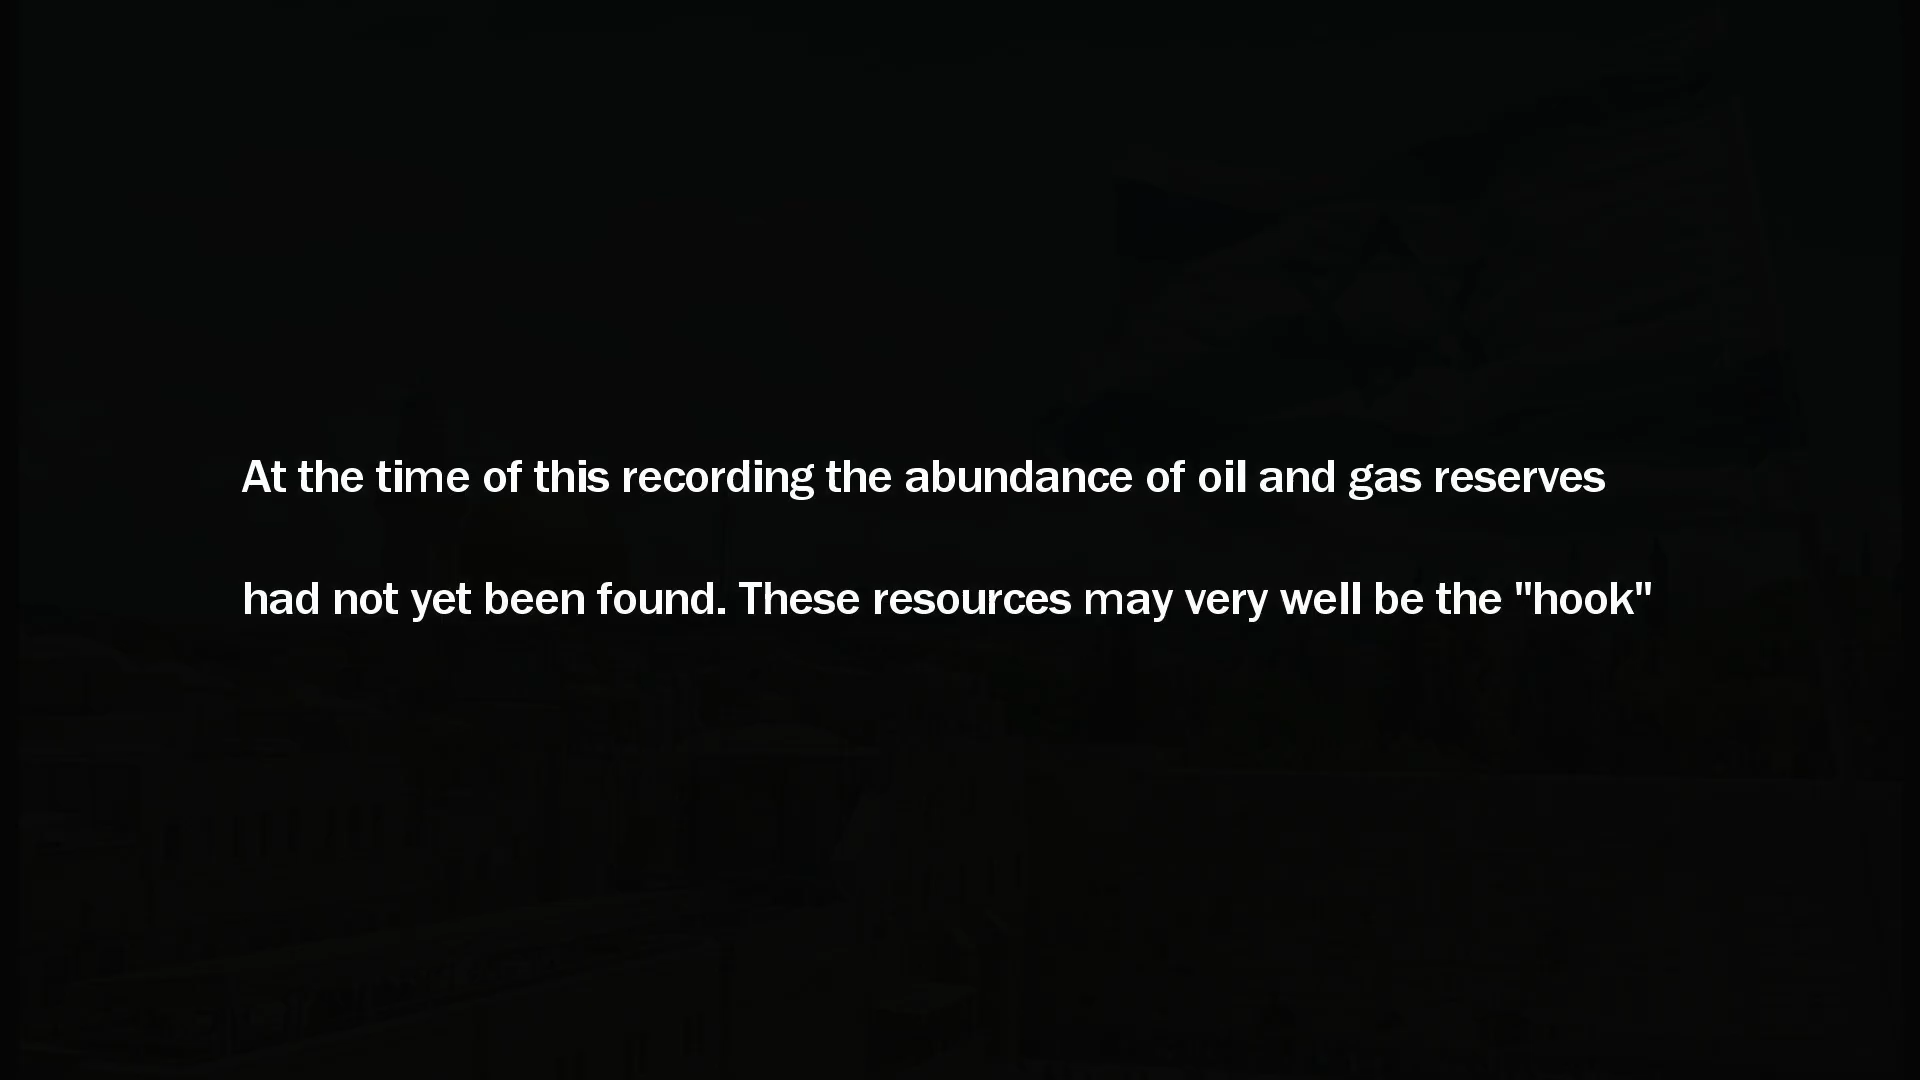 At the time of this recording the abundance of oil and gas reserves
had not yet been found. These resources may very well be the "hook"